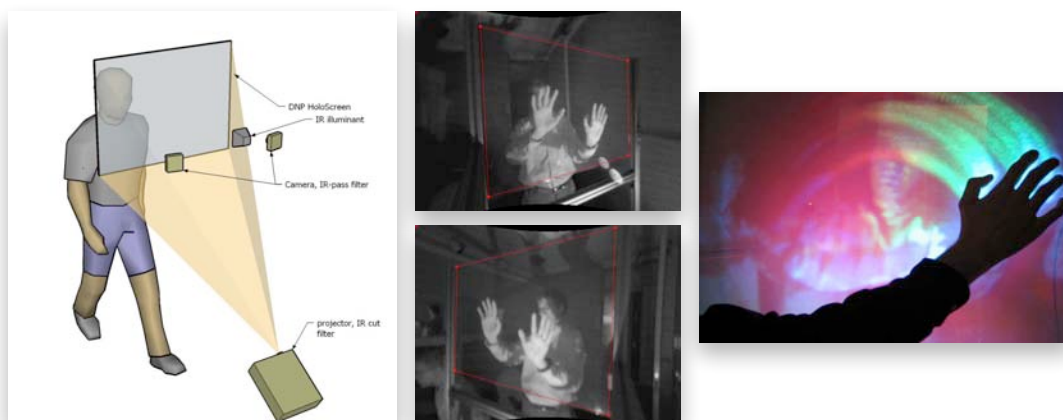 DNP HoloScreen
IR illuminant
Camera, IR-pass filter
projector, IR cut
filter